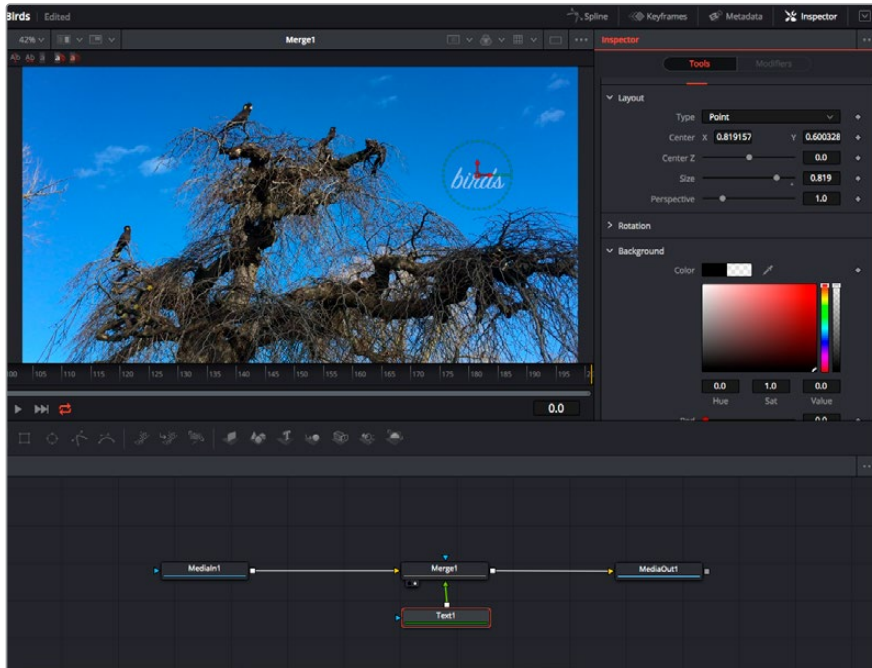 Birds Edited Spline Keyframes Metadata Inspector
42% Merge1 Inspector
Tools Modifiers
Layout
Type Point
Center X 0.819157 Y 0.600328
Center Z 0.0
Size 0.819
Perspective 1.0
birds
Rotation
Background
Color
105 110 115 120 125 130 135 140 145 150 155 160 165 170 175 180 185 190 195
0.0 1.0 0.0
Hue Sat Value
0.0
MediaIn1 Merge1 MediaOut1
Text1